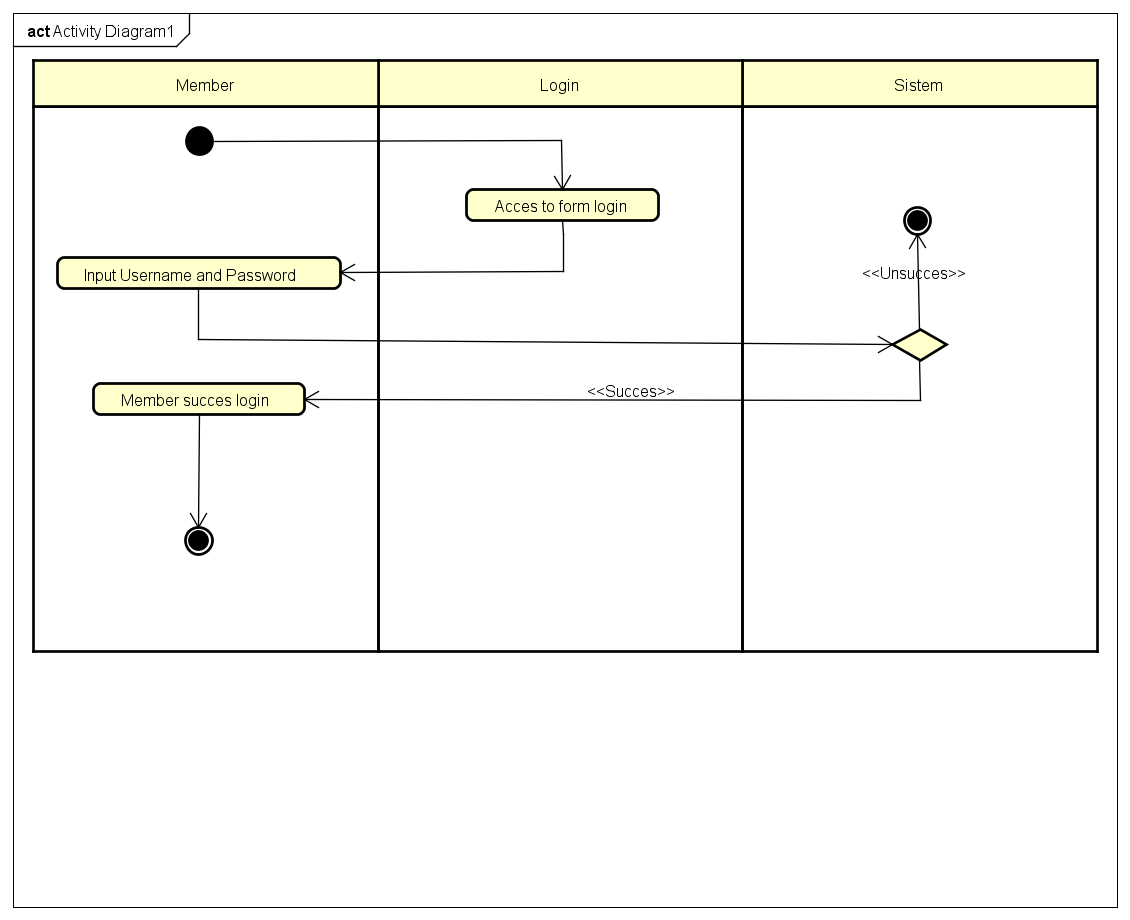 act Activity Diagram1
Member
Login
Sistem
Acces to form login
Input Username and Password
<<Unsucces>>
<<Succes>>
Member succes login